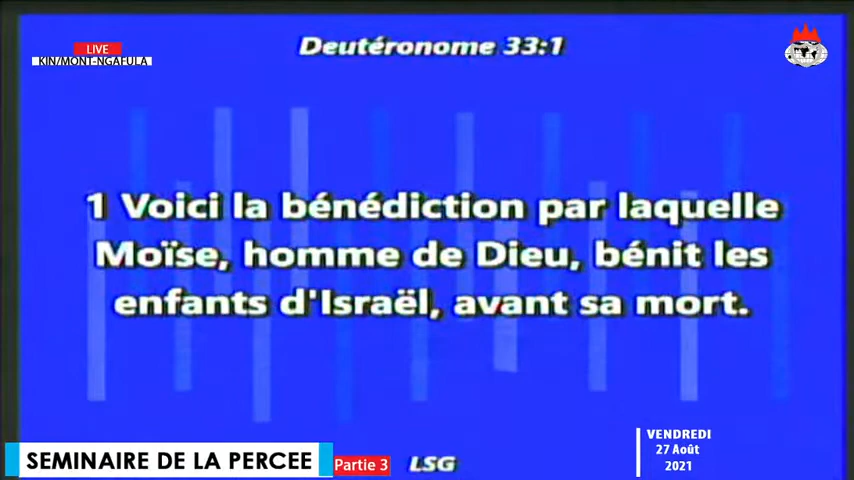 LIVE
KIN/MONT-NGAFULA
Deutéronome 33:1
1 Voici la bénédiction par laquelle
Moïse, homme de Dieu, bénit les
enfants d'Israël, avant sa mort.
SEMINAIRE DE LA PERCEE
Partie 3
LSG
VENDREDI
27 Août
2021